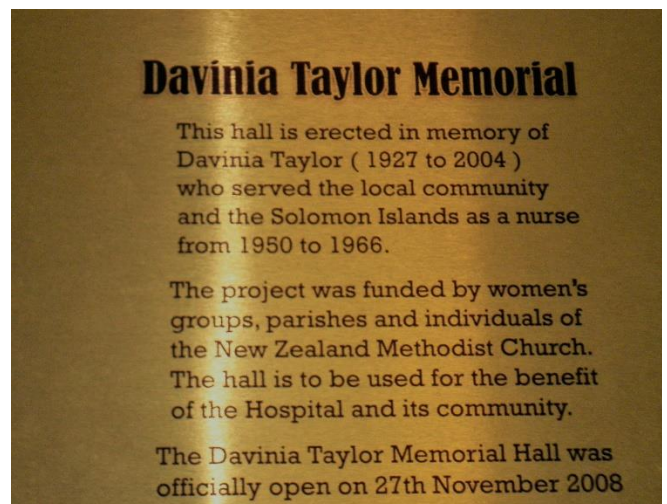 Davinia Taylor Memorial
This hall is erected in memory of
Davinia Taylor ( 1927 to 2004 )
who served the local community
and the Solomon Islands as a nurse
from 1950 to 1966.
The project was funded by women's
groups, parishes and individuals of
the New Zealand Methodist Church.
The hall is to be used for the benefit
of the Hospital and its community.
The Davinia Taylor Memorial Hall was
officially open on 27th November 2008